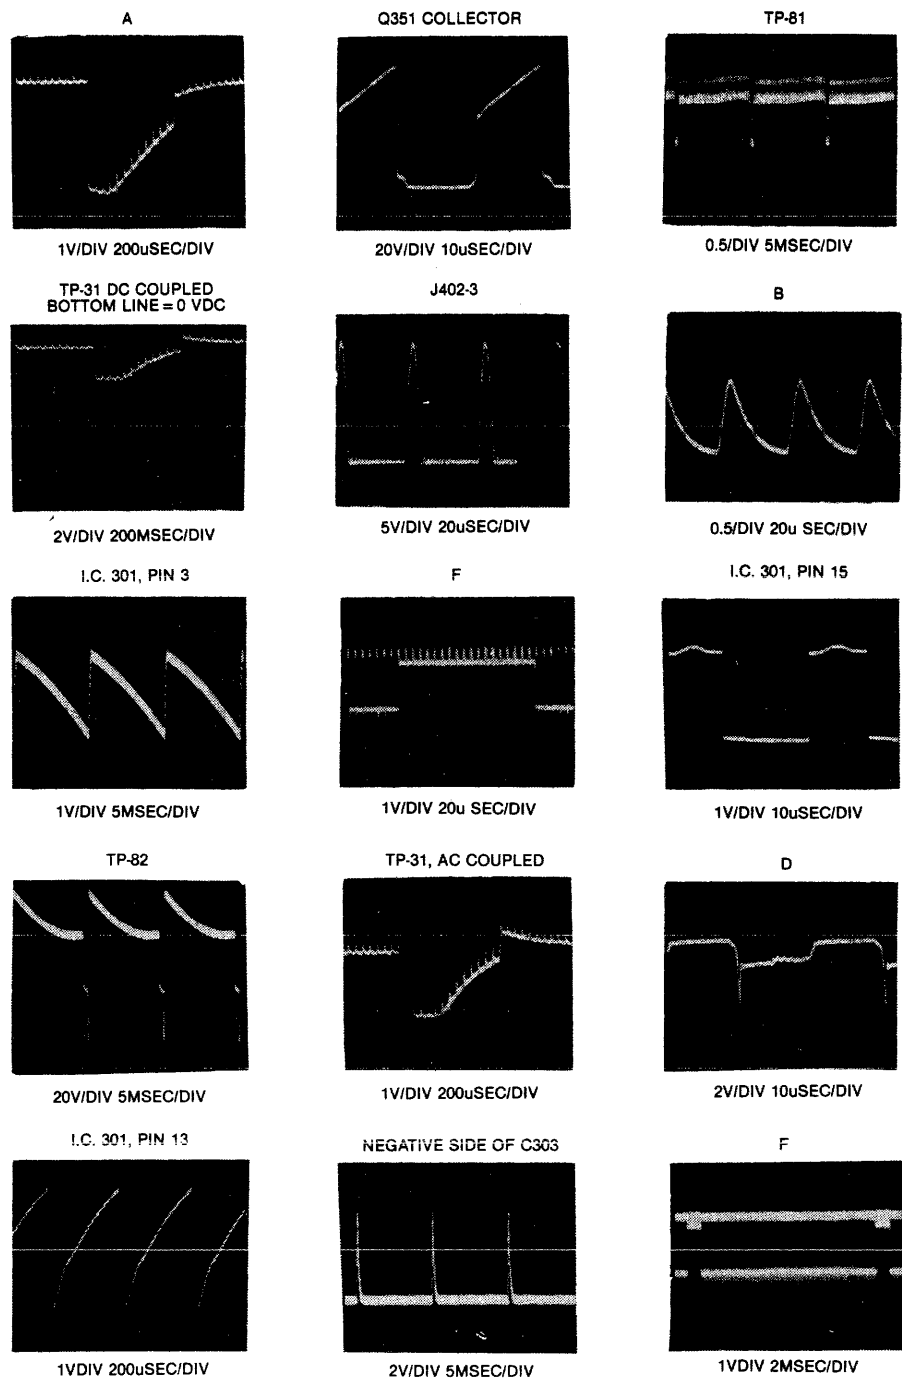 A
Q351 COLLECTOR
TP-81
1V/DIV 200uSEC/DIV
20V/DIV 10uSEC/DIV
0.5/DIV 5MSEC/DIV
TP-31 DC COUPLED
BOTTOM LINE = 0 VDC
J402-3
B
2V/DIV 200MSEC/DIV
5V/DIV 20uSEC/DIV
0.5/DIV 20u SEC/DIV
I.C. 301, PIN 3
F
I.C. 301, PIN 15
1V/DIV 5MSEC/DIV
1V/DIV 20u SEC/DIV
1V/DIV 10uSEC/DIV
TP-82
TP-31, AC COUPLED
D
20V/DIV 5MSEC/DIV
1V/DIV 200uSEC/DIV
2V/DIV 10uSEC/DIV
I.C. 301, PIN 13
NEGATIVE SIDE OF C303
F
1VDIV 200uSEC/DIV
2V/DIV 5MSEC/DIV
1VDIV 2MSEC/DIV